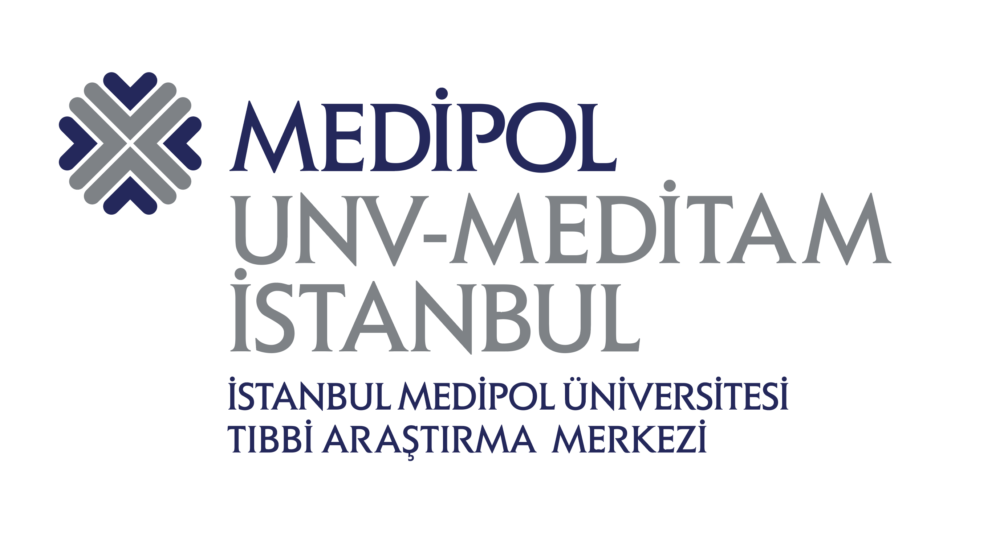 MEDİPOL
UNV-MEDİTAM
İSTANBUL
İSTANBUL MEDİPOL ÜNİVERSİTESİ
TIBBİ ARAŞTIRMA MERKEZİ